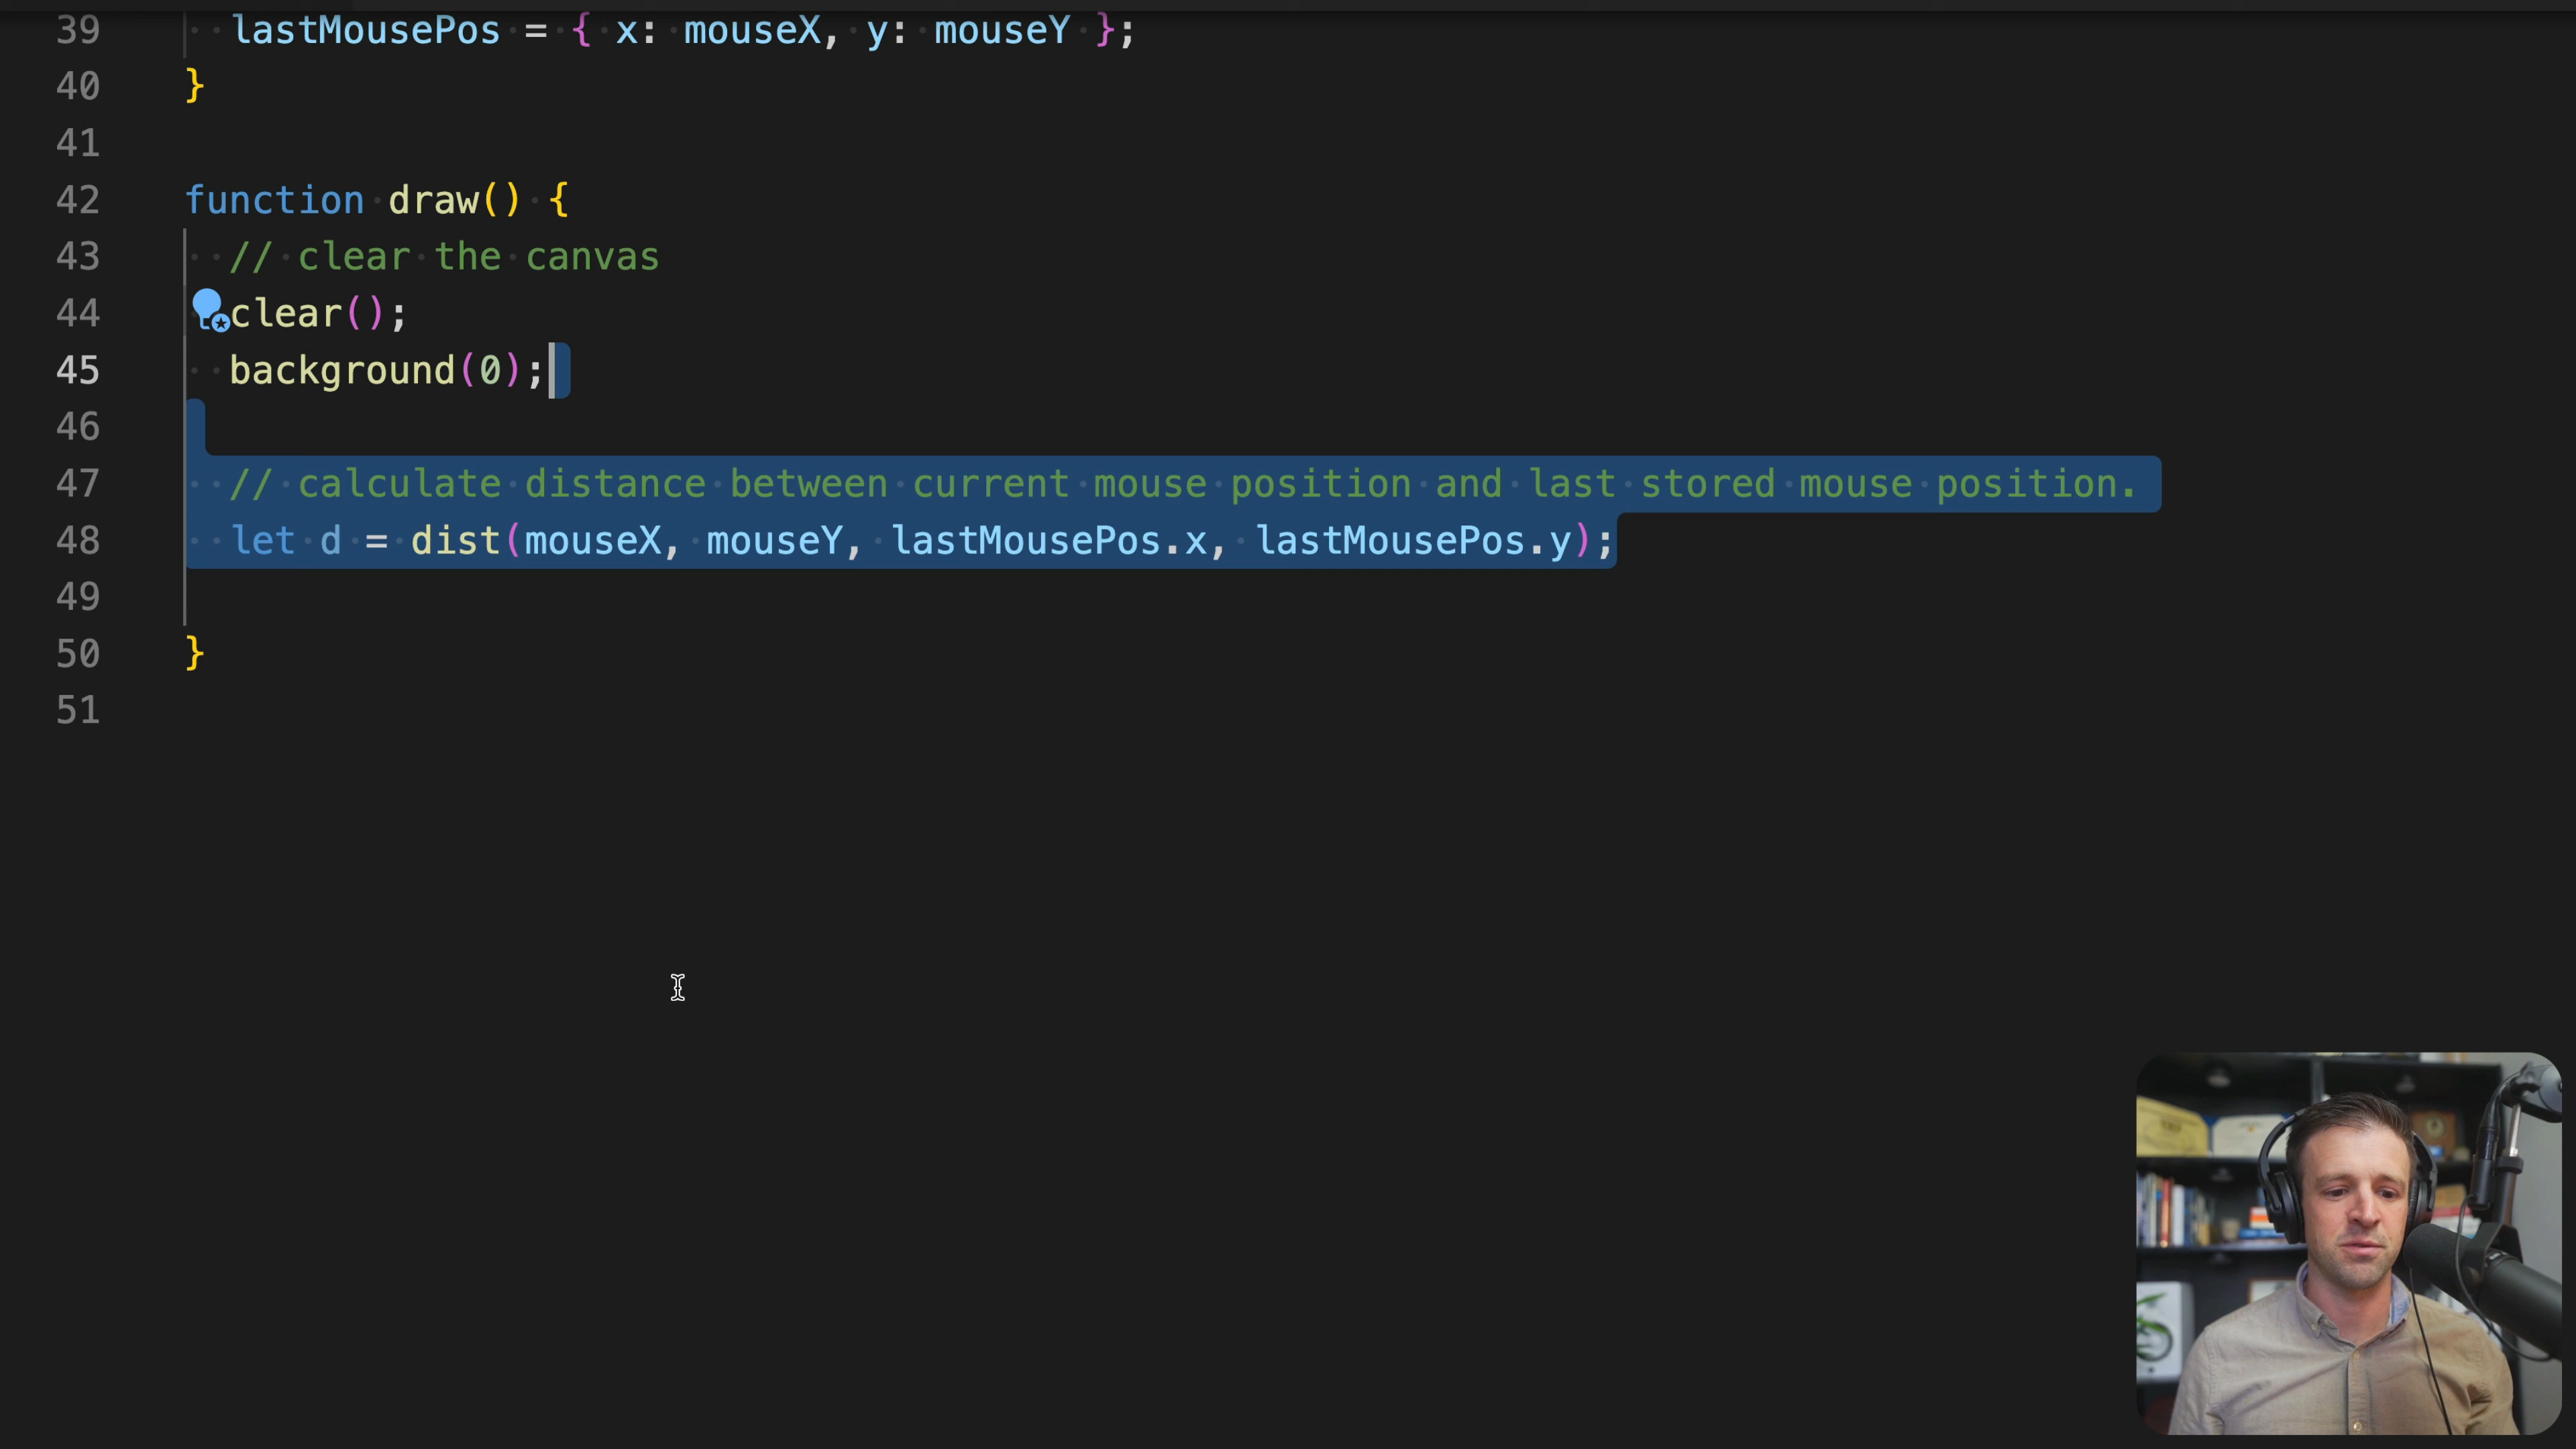 39 lastMousePos = { x: mouseX, y: mouseY };
40 }
41
42 function draw() {
43 // clear the canvas
44 clear();
45 background(0);
46
47 // calculate distance between current mouse position and last stored mouse position.
48 let d = dist(mouseX, mouseY, lastMousePos.x, lastMousePos.y);
49
50 }
51